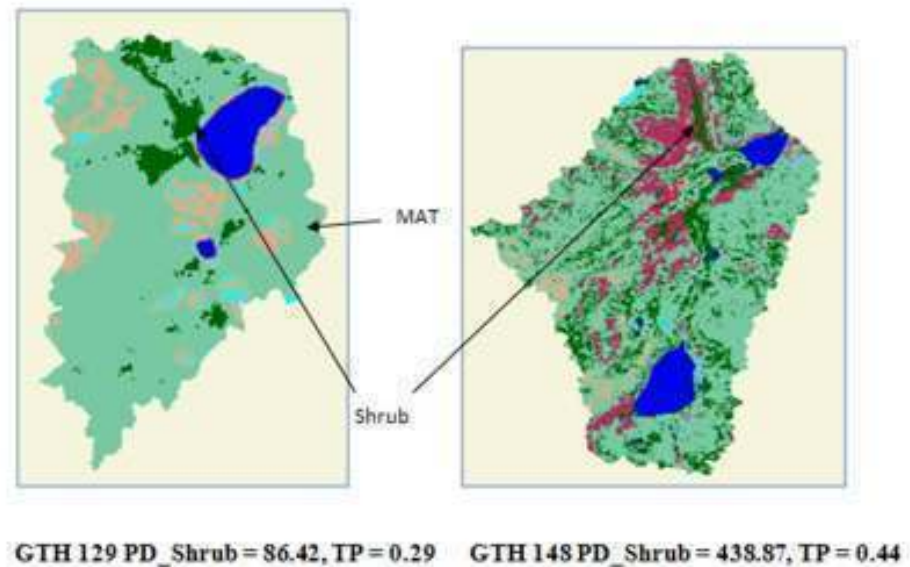 MAT
Shrub
GTH 129 PD_Shrub = 86.42, TP = 0.29 GTH 148 PD_Shrub = 438.87, TP = 0.44